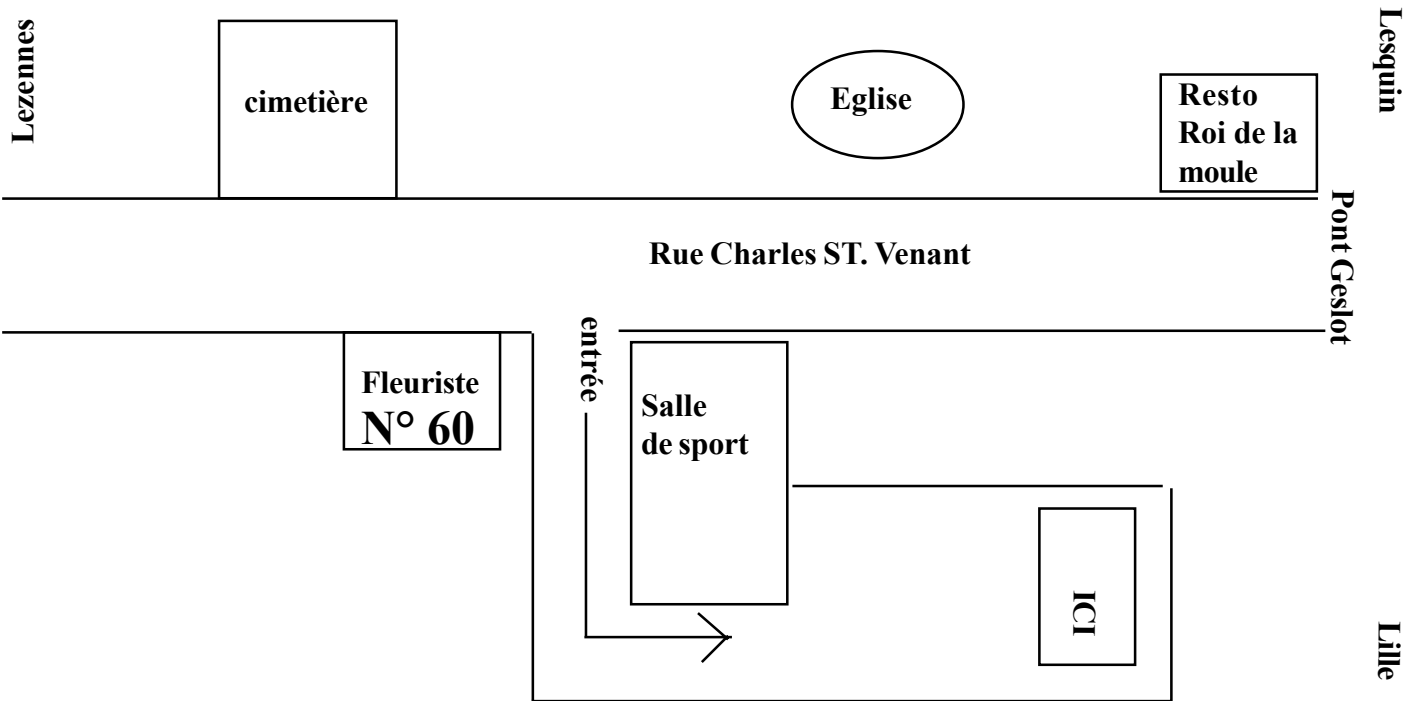 Lezennes
cimetière
Eglise
Resto
Roi de la
moule
Lesquin
Rue Charles ST. Venant
Pont Geslot
entrée
Fleuriste
N° 60
Salle
de sport
ICI
Lille